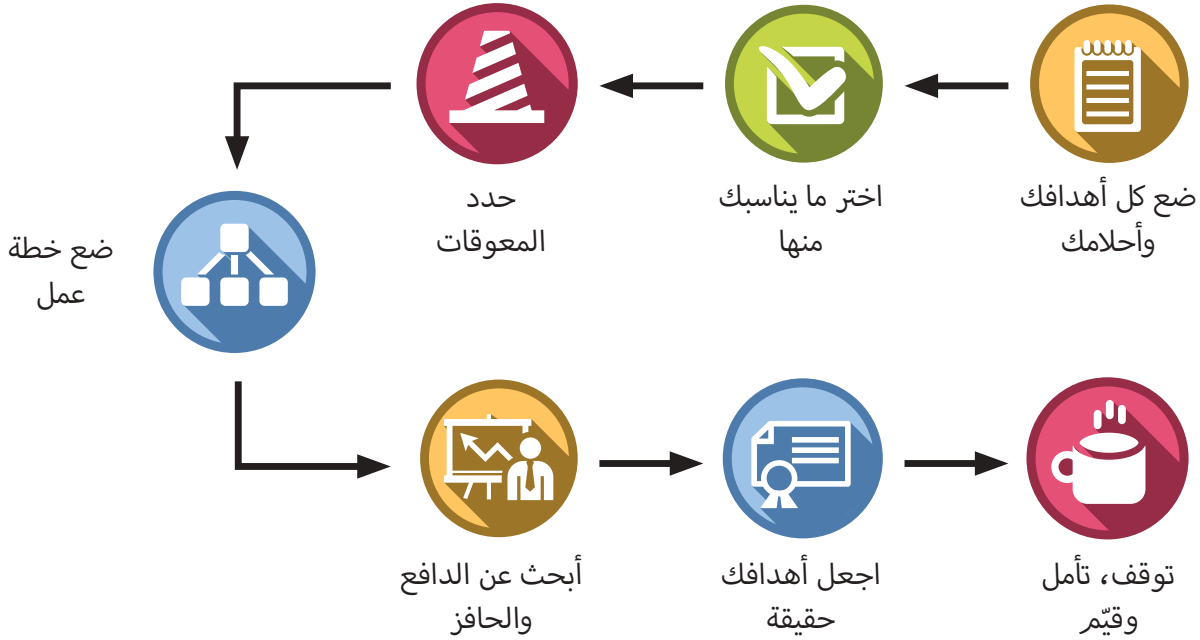 ضع كل أهدافك
وأحلامك
اختر ما يناسبك
منها
حدد
المعوقات
ضع خطة
عمل
أبحث عن الدافع
والحافز
اجعل أهدافك
حقيقة
توقف، تأمل
وقيّم